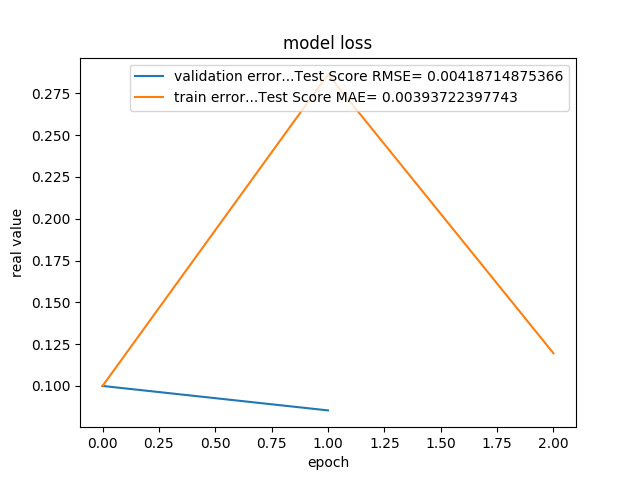 model loss
validation error...Test Score RMSE= 0.00418714875366
train error...Test Score MAE= 0.00393722397743
real value
0.275
0.250
0.225
0.200
0.175
0.150
0.125
0.100
0.00 0.25 0.50 0.75 1.00 1.25 1.50 1.75 2.00
epoch